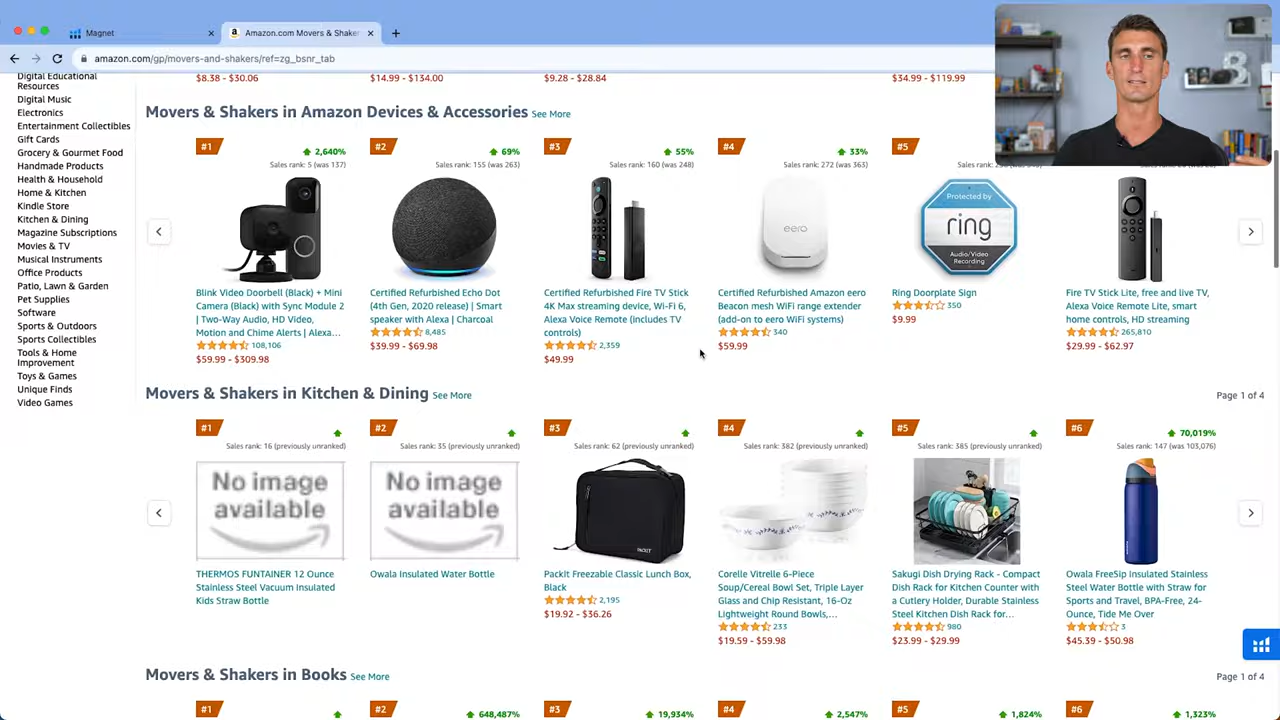 Magnet
Amazon.com Movers & Shake
amazon.com/gp/movers-and-shakers/ref=zg_bsnr_tab
Digital Educational
Resources
Digital Music
Electronics
Entertainment Collectibles
Gift Cards
Grocery & Gourmet Food
Handmade Products
Health & Household
Home & Kitchen
Kindle Store
Kitchen & Dining
Magazine Subscriptions
Movies & TV
Musical Instruments
Office Products
Patio, Lawn & Garden
Pet Supplies
Software
Sports & Outdoors
Sports Collectibles
Tools & Home
Improvement
Toys & Games
Unique Finds
Video Games
$8.38 - $30.06
$14.99 - $134.00
$9.28 - $28.84
$34.99 - $119.99
Movers & Shakers in Amazon Devices & Accessories See More
#1
2,640%
Sales rank: 5 (was 137)
Blink Video Doorbell (Black) + Mini
Camera (Black) with Sync Module 2
| Two-Way Audio, HD Video,
Motion and Chime Alerts | Alexa...
108,106
$59.99 - $309.98
#2
69%
Sales rank: 155 (was 263)
Certified Refurbished Echo Dot
(4th Gen, 2020 release) | Smart
speaker with Alexa | Charcoal
8,485
$39.99 - $69.98
#3
55%
Sales rank: 160 (was 248)
Certified Refurbished Fire TV Stick
4K Max streaming device, Wi-Fi 6,
Alexa Voice Remote (includes TV
controls)
2,359
$49.99
#4
33%
Sales rank: 272 (was 363)
eero
Certified Refurbished Amazon eero
Beacon mesh WiFi range extender
(add-on to eero WiFi systems)
340
$59.99
#5
Protected by
ring
Audio/Video
Recording
Ring Doorplate Sign
350
$9.99
Fire TV Stick Lite, free and live TV,
Alexa Voice Remote Lite, smart
home controls, HD streaming
265,810
$29.99 - $62.97
Movers & Shakers in Kitchen & Dining See More
Page 1 of 4
#1
Sales rank: 16 (previously unranked)
No image
available
THERMOS FUNTAINER 12 Ounce
Stainless Steel Vacuum Insulated
Kids Straw Bottle
#2
Sales rank: 35 (previously unranked)
No image
available
Owala Insulated Water Bottle
#3
Sales rank: 62 (previously unranked)
PACKIT
PackIt Freezable Classic Lunch Box,
Black
2,195
$19.92 - $36.26
#4
Sales rank: 382 (previously unranked)
Corelle Vitrelle 6-Piece
Soup/Cereal Bowl Set, Triple Layer
Glass and Chip Resistant, 16-Oz
Lightweight Round Bowls,...
233
$19.59 - $59.98
#5
Sales rank: 385 (previously unranked)
Sakugi Dish Drying Rack - Compact
Dish Rack for Kitchen Counter with
a Cutlery Holder, Durable Stainless
Steel Kitchen Dish Rack for...
980
$23.99 - $29.99
#6
70,019%
Sales rank: 147 (was 103,076)
Owala FreeSip Insulated Stainless
Steel Water Bottle with Straw for
Sports and Travel, BPA-Free, 24-
Ounce, Tide Me Over
3
$45.39 - $50.98
Movers & Shakers in Books See More
Page 1 of 4
#1
#2
648,487%
#3
19,934%
#4
2,547%
#5
1,824%
#6
1,323%